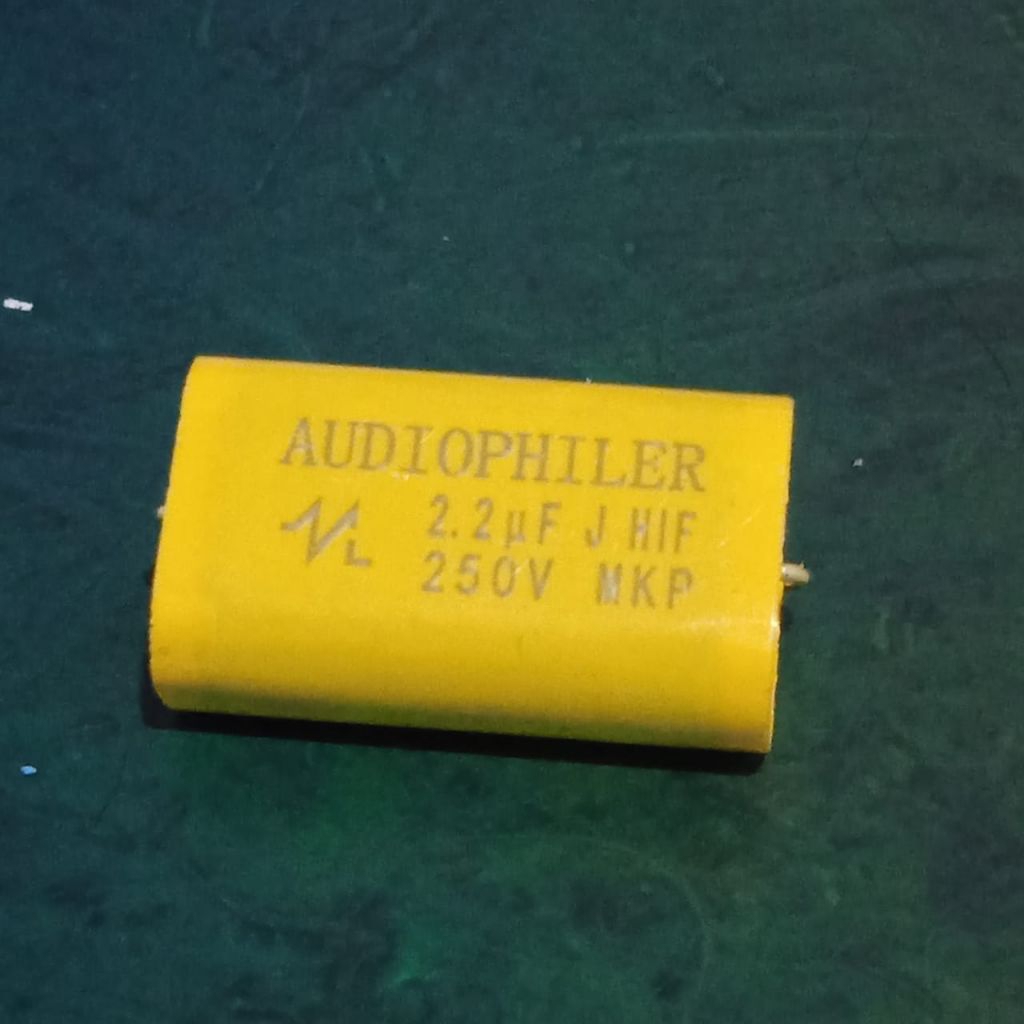 AUDIOPHILER
2.2μF J HIF
L 250V MKP